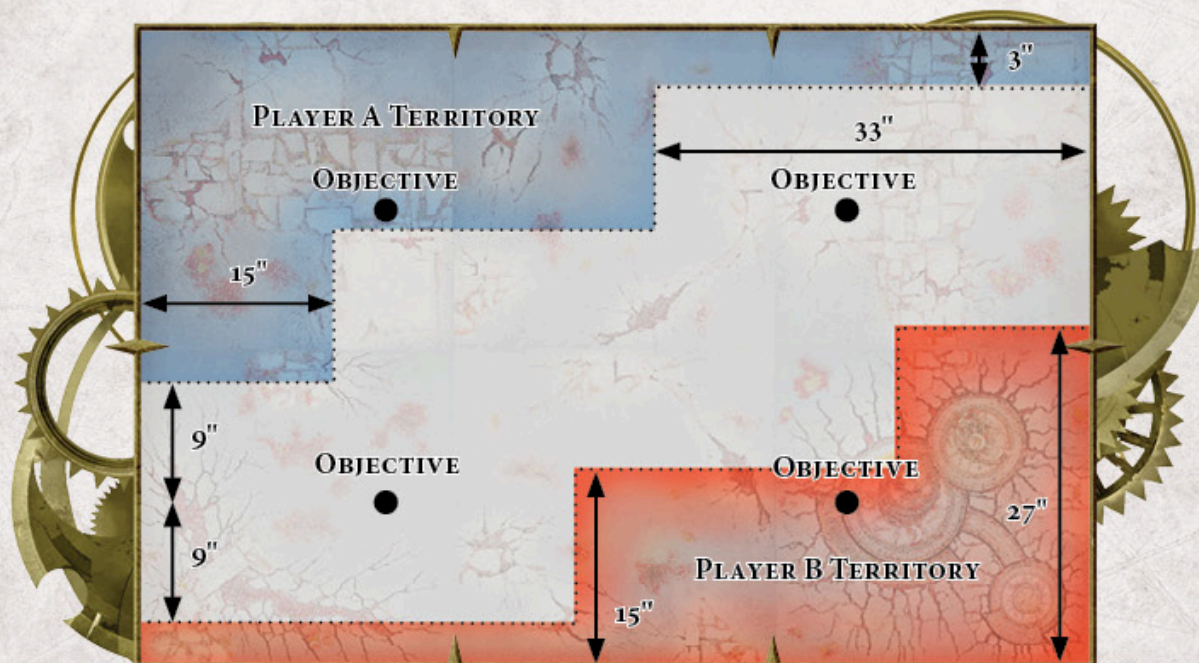 3"
PLAYER A TERRITORY
33"
OBJECTIVE
OBJECTIVE
15"
9"
OBJECTIVE
OBJECTIVE
27"
9"
PLAYER B TERRITORY
15"